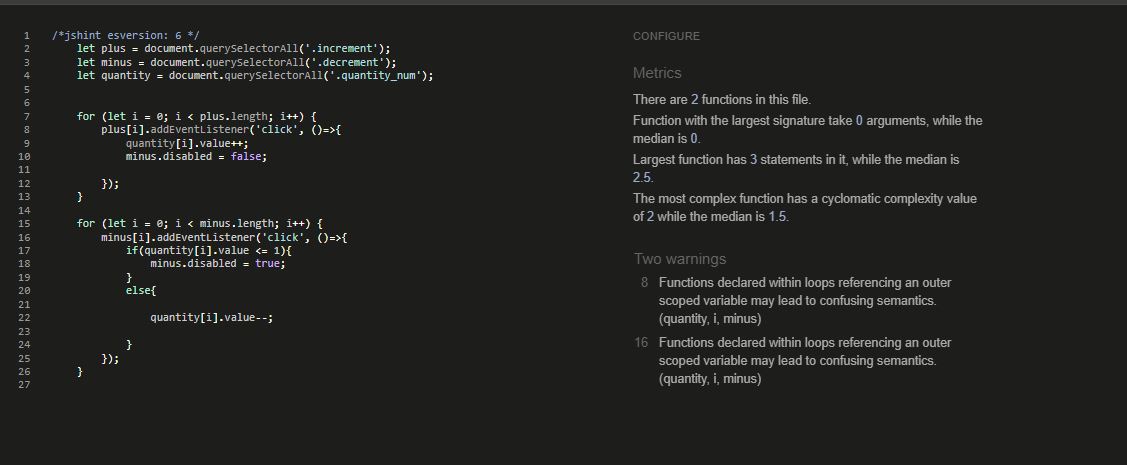 1 /*jshint esversion: 6 */
2 let plus = document.querySelectorAll('.increment');
3 let minus = document.querySelectorAll('.decrement');
4 let quantity = document.querySelectorAll('.quantity_num');
5
6
7 for (let i = 0; i < plus.length; i++) {
8 plus[i].addEventListener('click', ()=>{
9 quantity[i].value++;
10 minus.disabled = false;
11
12 });
13 }
14
15 for (let i = 0; i < minus.length; i++) {
16 minus[i].addEventListener('click', ()=>{
17 if(quantity[i].value <= 1){
18 minus.disabled = true;
19 }
20 else{
21
22 quantity[i].value--;
23
24 }
25 });
26 }
27
CONFIGURE
Metrics
There are 2 functions in this file.
Function with the largest signature take 0 arguments, while the
median is 0.
Largest function has 3 statements in it, while the median is
2.5.
The most complex function has a cyclomatic complexity value
of 2 while the median is 1.5.
Two warnings
8 Functions declared within loops referencing an outer
scoped variable may lead to confusing semantics.
(quantity, i, minus)
16 Functions declared within loops referencing an outer
scoped variable may lead to confusing semantics.
(quantity, i, minus)